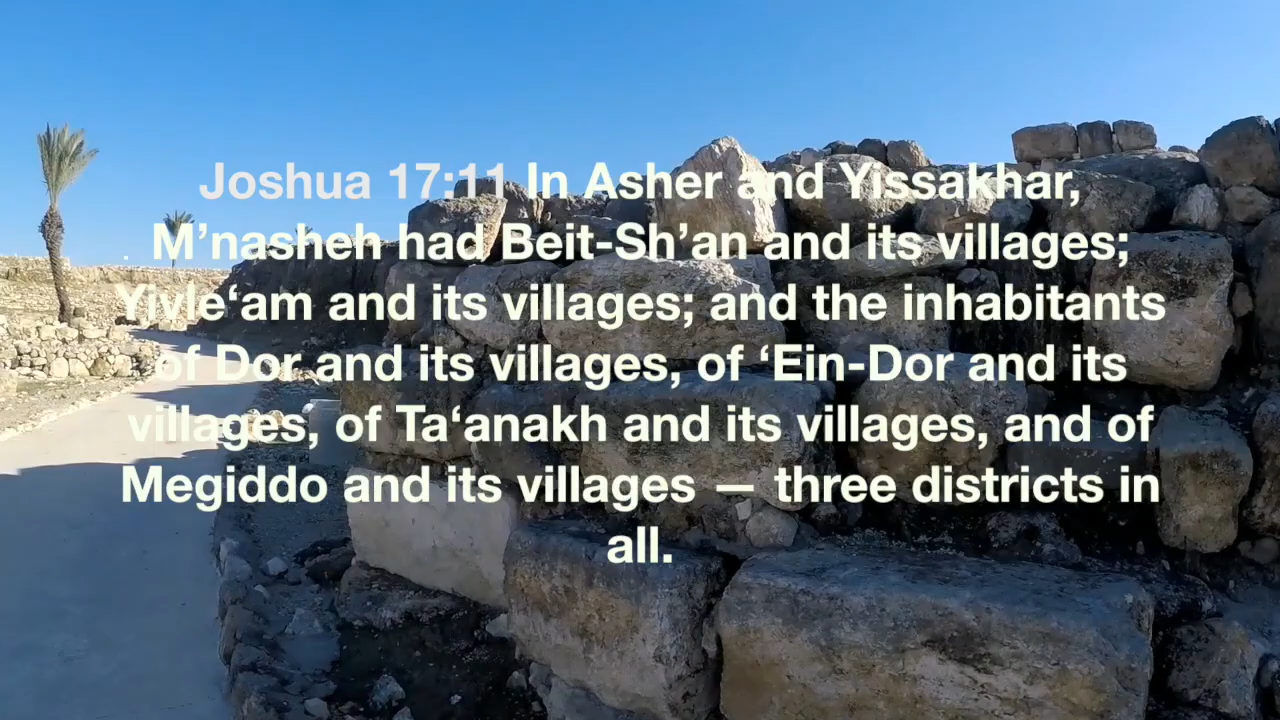 Joshua 17:11 In Asher and Yissakhar,
M’nasheh had Beit-Sh’an and its villages;
Yivle‘am and its villages; and the inhabitants
of Dor and its villages, of ‘Ein-Dor and its
villages, of Ta‘anakh and its villages, and of
Megiddo and its villages — three districts in
all.